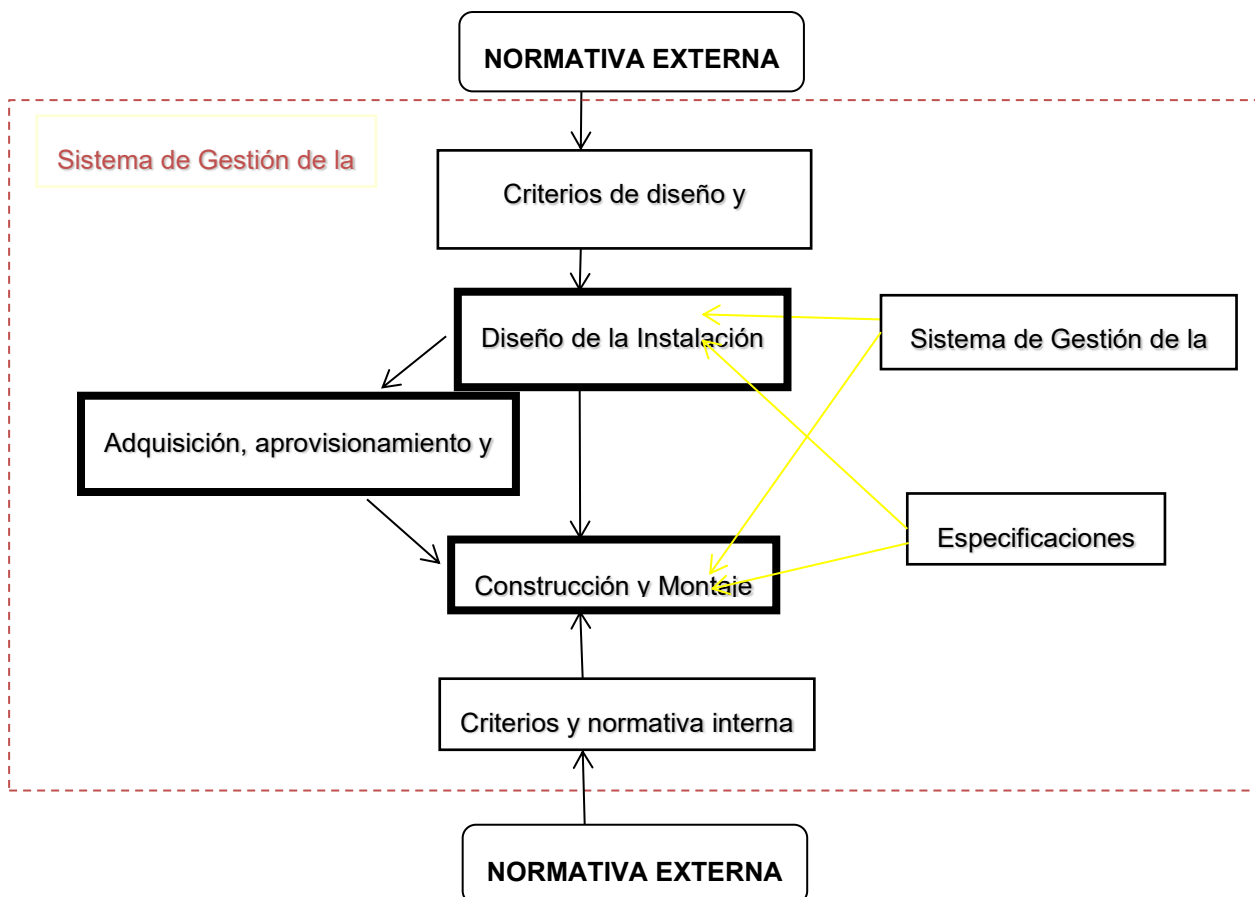 NORMATIVA EXTERNA
Sistema de Gestión de la
Criterios de diseño y
Diseño de la Instalación
Sistema de Gestión de la
Adquisición, aprovisionamiento y
Especificaciones
Construcción y Montaje
Criterios y normativa interna
NORMATIVA EXTERNA